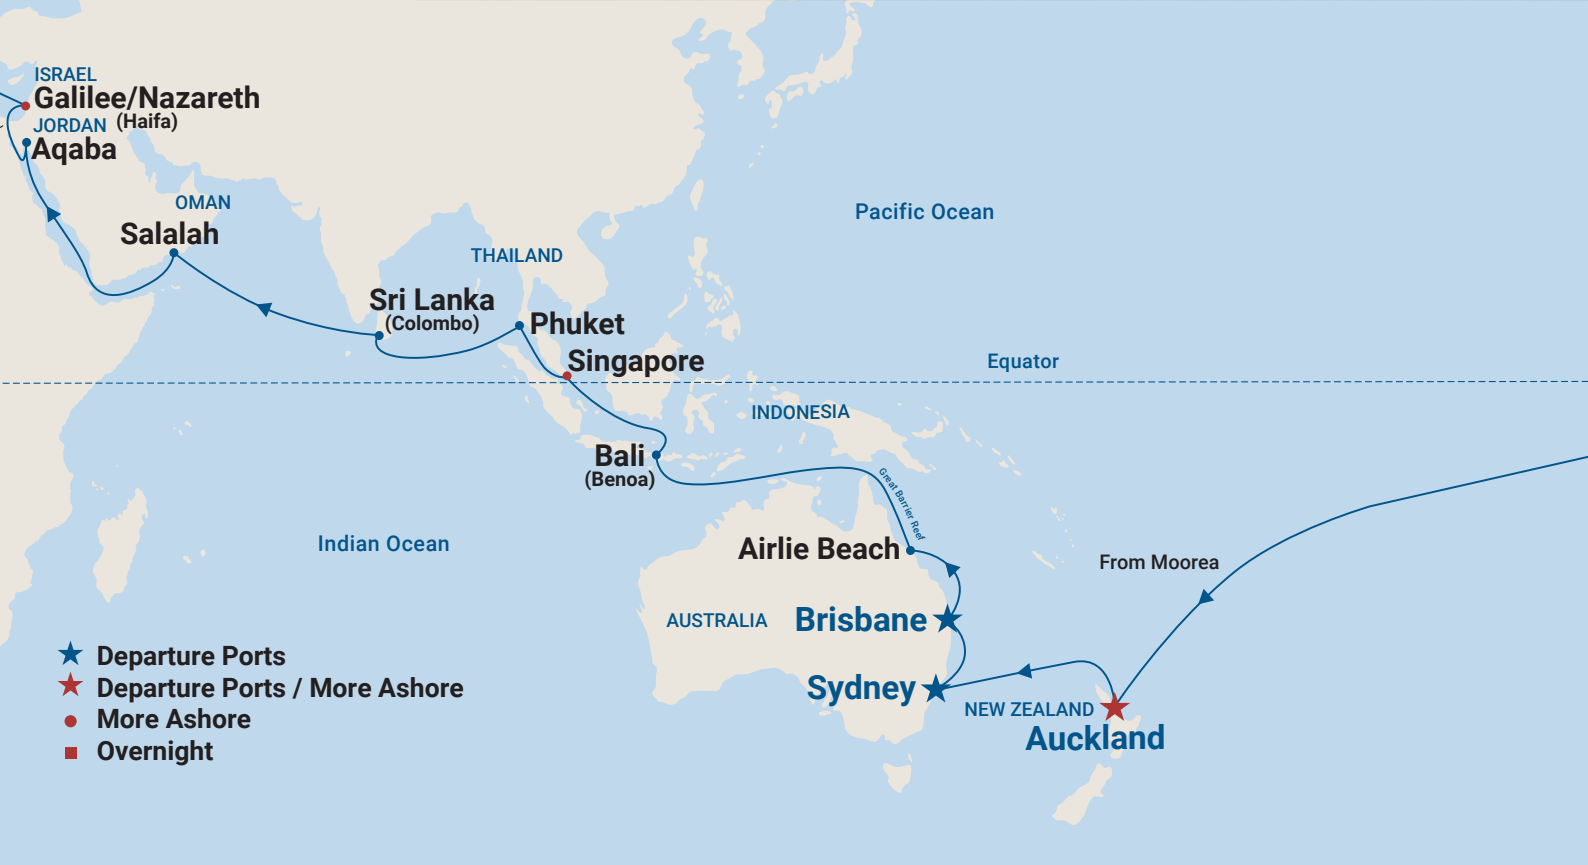 ISRAEL
Galilee/Nazareth
(Haifa)
JORDAN
Aqaba
OMAN
Salalah
THAILAND
Sri Lanka
(Colombo)
Phuket
Singapore
Pacific Ocean
Equator
INDONESIA
Bali
(Benoa)
Great Barrier Reef
Indian Ocean
Airlie Beach
From Moorea
AUSTRALIA
Brisbane
Sydney
NEW ZEALAND
Auckland
Departure Ports
Departure Ports / More Ashore
More Ashore
Overnight